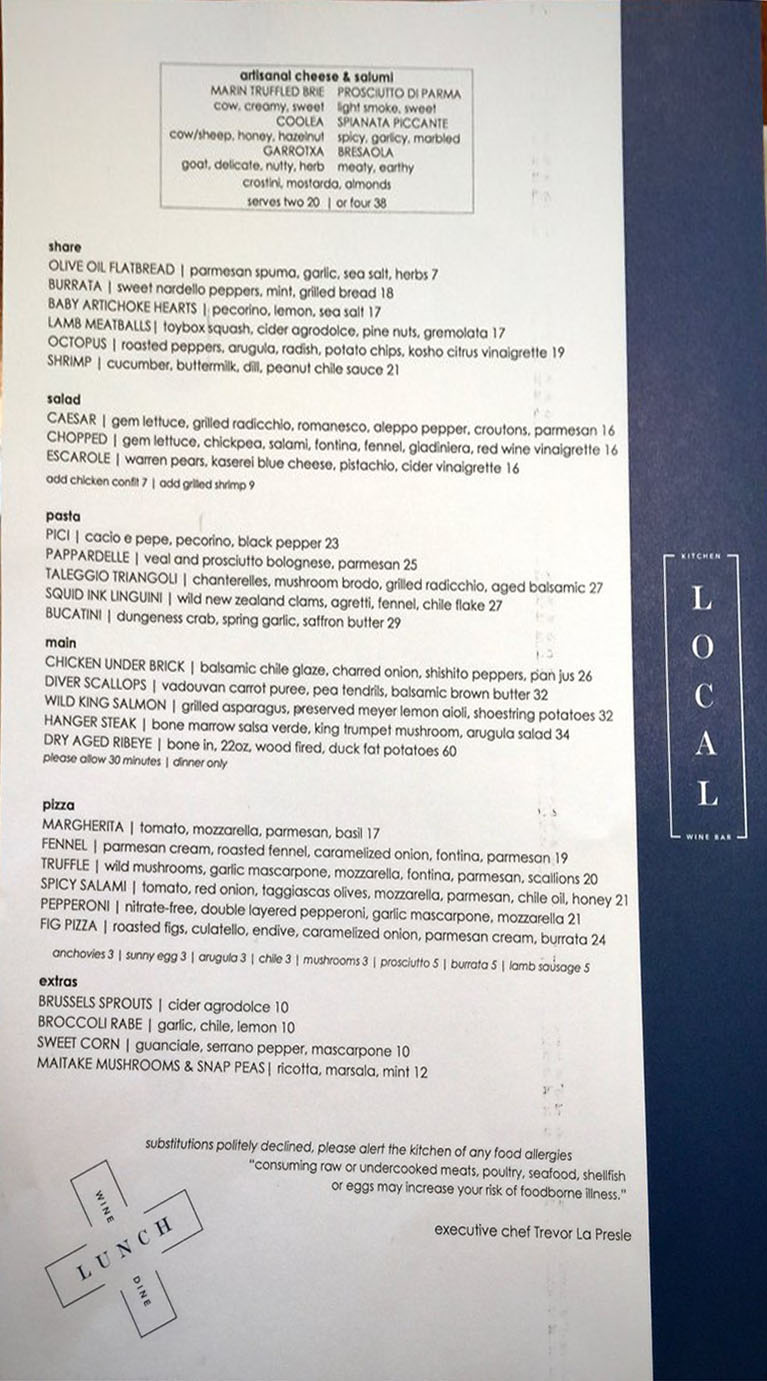 artisanal cheese & salumi
MARIN TRUFFLED BRIE PROSCIUTTO DI PARMA
cow, creamy, sweet light smoke, sweet
COOLEA SPIANATA PICCANTE
cow/sheep, honey, hazelnut spicy, garlicy, marbled
GARROTXA BRESAOLA
goat, delicate, nutty, herb meaty, earthy
crostini, mostarda, almonds
serves two 20 | or four 38
share
OLIVE OIL FLATBREAD | parmesan spuma, garlic, sea salt, herbs 7
BURRATA | sweet nardello peppers, mint, grilled bread 18
BABY ARTICHOKE HEARTS | pecorino, lemon, sea salt 17
LAMB MEATBALLS| toybox squash, cider agrodolce, pine nuts, gremolata 17
OCTOPUS | roasted peppers, arugula, radish, potato chips, kosho citrus vinaigrette 19
SHRIMP | cucumber, buttermilk, dill, peanut chile sauce 21
salad
CAESAR | gem lettuce, grilled radicchio, romanesco, aleppo pepper, croutons, parmesan 16
CHOPPED | gem lettuce, chickpea, salami, fontina, fennel, giadiniera, red wine vinaigrette 16
ESCAROLE | warren pears, kaserei blue cheese, pistachio, cider vinaigrette 16
add chicken confit 7 | add grilled shrimp 9
pasta
PICI | cacio e pepe, pecorino, black pepper 23
PAPPARDELLE | veal and prosciutto bolognese, parmesan 25
TALEGGIO TRIANGOLI | chanterelles, mushroom brodo, grilled radicchio, aged balsamic 27
SQUID INK LINGUINI | wild new zealand clams, agretti, fennel, chile flake 27
BUCATINI | dungeness crab, spring garlic, saffron butter 29
main
CHICKEN UNDER BRICK | balsamic chile glaze, charred onion, shishito peppers, pan jus 26
DIVER SCALLOPS | vadouvan carrot puree, pea tendrils, balsamic brown butter 32
WILD KING SALMON | grilled asparagus, preserved meyer lemon aioli, shoestring potatoes 32
HANGER STEAK | bone marrow salsa verde, king trumpet mushroom, arugula salad 34
DRY AGED RIBEYE | bone in, 22oz, wood fired, duck fat potatoes 60
please allow 30 minutes | dinner only
pizza
MARGHERITA | tomato, mozzarella, parmesan, basil 17
FENNEL | parmesan cream, roasted fennel, caramelized onion, fontina, parmesan 19
TRUFFLE | wild mushrooms, garlic mascarpone, mozzarella, fontina, parmesan, scallions 20
SPICY SALAMI | tomato, red onion, taggiascas olives, mozzarella, parmesan, chile oil, honey 21
PEPPERONI | nitrate-free, double layered pepperoni, garlic mascarpone, mozzarella 21
FIG PIZZA | roasted figs, culatello, endive, caramelized onion, parmesan cream, burrata 24
anchovies 3 | sunny egg 3 | arugula 3 | chile 3 | mushrooms 3 | prosciutto 5 | burrata 5 | lamb sausage 5
extras
BRUSSELS SPROUTS | cider agrodolce 10
BROCCOLI RABE | garlic, chile, lemon 10
SWEET CORN | guanciale, serrano pepper, mascarpone 10
MAITAKE MUSHROOMS & SNAP PEAS| ricotta, marsala, mint 12
substitutions politely declined, please alert the kitchen of any food allergies
"consuming raw or undercooked meats, poultry, seafood, shellfish
or eggs may increase your risk of foodborne illness."
executive chef Trevor La Presle
WINE
LUNCH
DINE
KITCHEN
LOCAL
WINE BAR